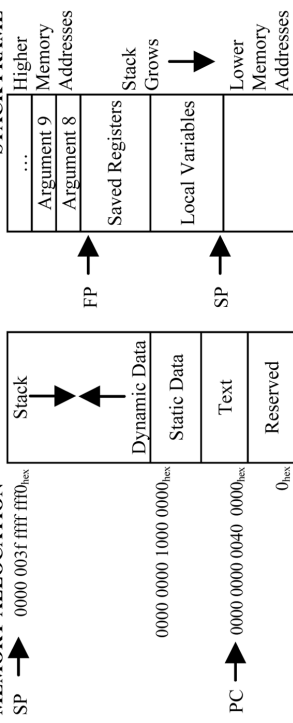 MEMORY ALLOCATION
STACK FRAME
SP
0000 003f ffff fff0hex
0000 0000 1000 0000hex
PC
0000 0000 0040 0000hex
0hex
Stack
Dynamic Data
Static Data
Text
Reserved
FP
SP
…
Argument 9
Argument 8
Saved Registers
Local Variables
Higher
Memory
Addresses
Stack
Grows
Lower
Memory
Addresses